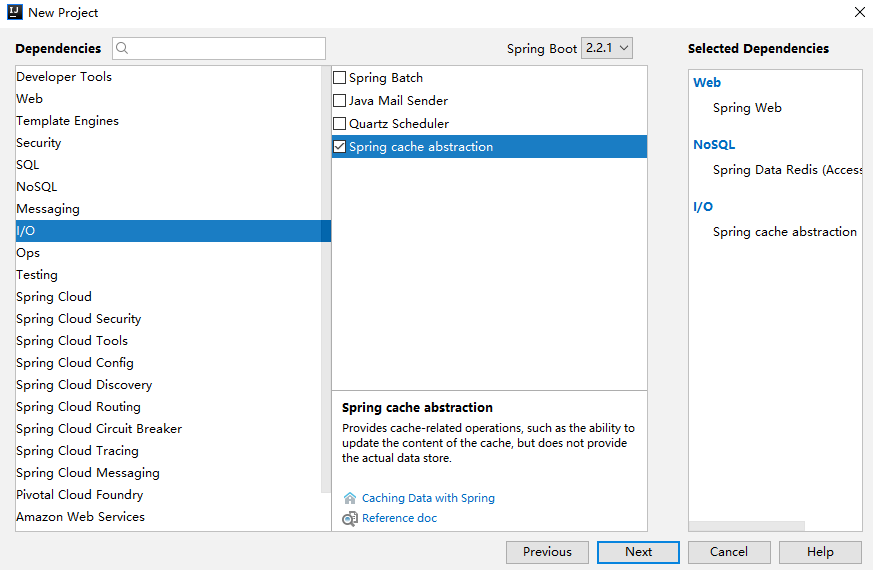 New Project
Dependencies
Spring Boot 2.2.1
Selected Dependencies
Developer Tools
Web
Template Engines
Security
SQL
NoSQL
Messaging
I/O
Ops
Testing
Spring Cloud
Spring Cloud Security
Spring Cloud Tools
Spring Cloud Config
Spring Cloud Discovery
Spring Cloud Routing
Spring Cloud Circuit Breaker
Spring Cloud Tracing
Spring Cloud Messaging
Pivotal Cloud Foundry
Amazon Web Services
Spring Batch
Java Mail Sender
Quartz Scheduler
Spring cache abstraction
Spring cache abstraction
Provides cache-related operations, such as the ability to
update the content of the cache, but does not provide
the actual data store.
Caching Data with Spring
Reference doc
Web
Spring Web
NoSQL
Spring Data Redis (Access
I/O
Spring cache abstraction
Previous
Next
Cancel
Help